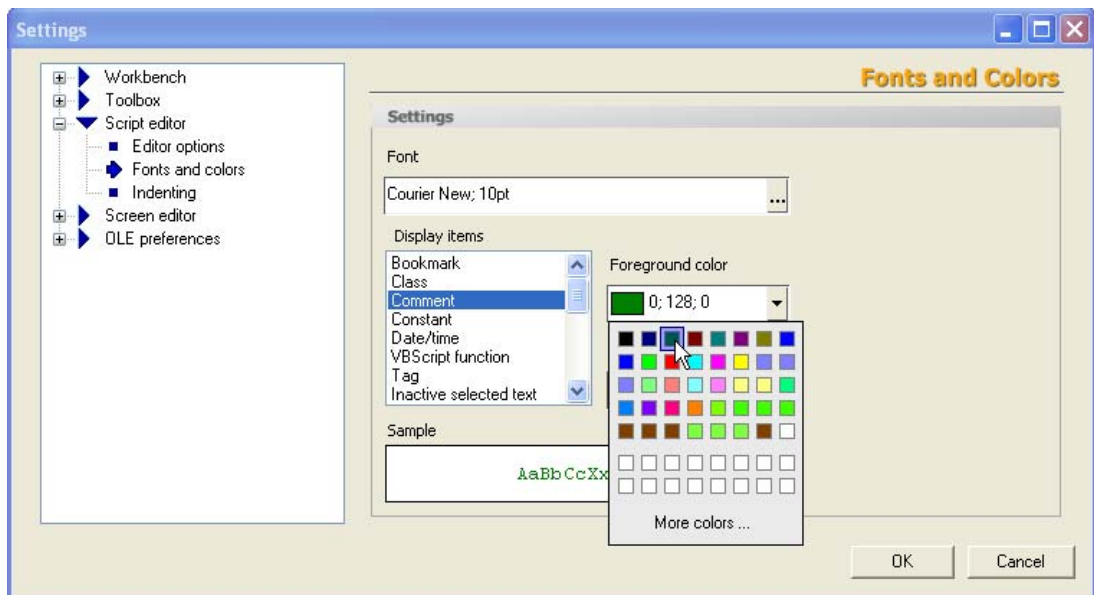 Settings
Workbench
Toolbox
Script editor
Editor options
Fonts and colors
Indenting
Screen editor
OLE preferences
Fonts and Colors
Settings
Font
Courier New; 10pt
...
Display items
Bookmark
Class
Comment
Constant
Date/time
VBScript function
Tag
Inactive selected text
Foreground color
0; 128; 0
Sample
AaBbCcXx
More colors ...
OK
Cancel